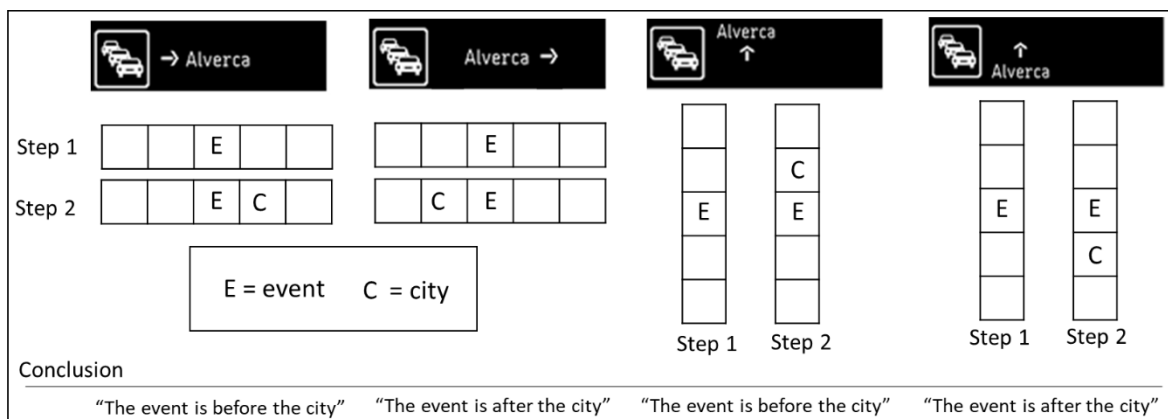 → Alverca
Alverca →
Alverca
↑
↑
Alverca
Step 1
E
E
Step 2
E C
C E
E = event C = city
E
C
E
E
E
C
Step 1 Step 2
Step 1 Step 2
Conclusion
“The event is before the city” “The event is after the city” “The event is before the city” “The event is after the city”